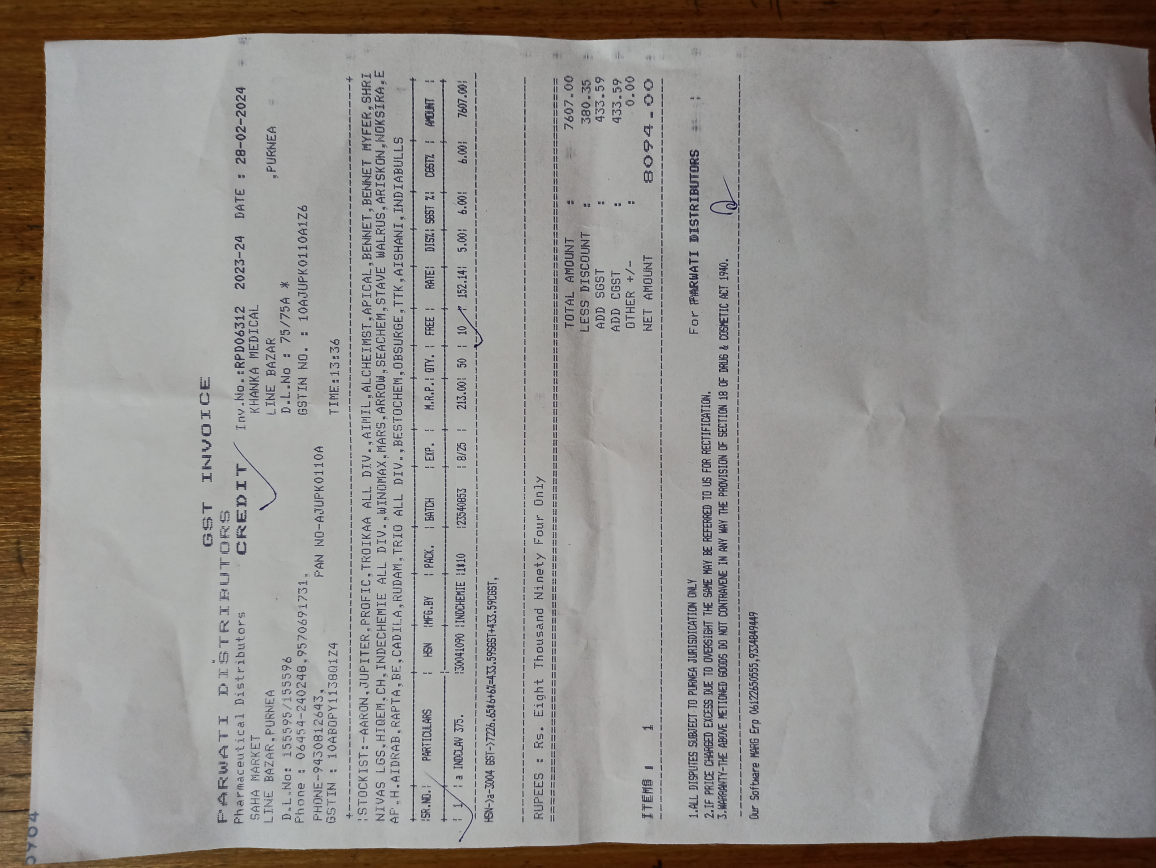 GST INVOICE
PARWATI DISTRIBUTORS CREDIT Inv.No.:RPD06312 2023-24 DATE : 28-02-2024
Pharmaceutical Distributors KHANKA MEDICAL
SAHA MARKET LINE BAZAR ,PURNEA
LINE BAZAR,PURNEA D.L.No : 75/75A *
D.L.No: 155595/155596 GSTIN NO. : 10AJUPK0110A1Z6
Phone : 06454-240248,9570691731, PAN NO-AJUPK0110A
PHONE-9430812643, TIME:13:36
GSTIN : 10ABOPY1138Q1Z4
STOCKIST:-AARON,JUPITER,PROFIC,TROIKAA ALL DIV.,AIMIL,ALCHEIMST,APICAL,BENNET,BENNET MYFER,SHRI
NIVAS LGS,HIQEM,CH,INDECHEMIE ALL DIV.,WINDMAX,MARS,ARROW,SEACHEM,STAVE WALRUS,ARISKON,NOKSIRA,E
AP,H.AIDRAB,RAPTA,BE,CADILA,RUDAM,TRIO ALL DIV.,BESTOCHEM,OBSURGE,TTK,AISHANI,INDIABULLS
SR.NO. PARTICULARS HSN MFG.BY PACK. BATCH EXP. M.R.P. QTY. FREE RATE DIS% SGST % CGST% AMOUNT
1 a INDCLAV 375. 30041090 INDCHEMIE 1*10 23540853 8/25 213.00 50 10 152.14 5.00 6.00 6.00 7607.00
HSN->a-3004 GST->7226.65*6+6%=433.59SGST+433.59CGST,
RUPEES : Rs. Eight Thousand Ninety Four Only
TOTAL AMOUNT : 7607.00
LESS DISCOUNT : 380.35
ADD SGST : 433.59
ADD CGST : 433.59
OTHER +/- : 0.00
ITEMS : 1 NET AMOUNT 8094.00
1.ALL DISPUTES SUBJECT TO PURNEA JURISDICATION ONLY For PARWATI DISTRIBUTORS
2.IF PRICE CHARGED EXCESS DUE TO OVERSIGHT THE SAME MAY BE REFERRED TO US FOR RECTIFICATION.
3.WARRANTY-THE ABOVE METIONED GOODS DO NOT CONTRAVENE IN ANY WAY THE PROVISION OF SECTION 18 OF DRUG & COSMETIC ACT 1940.
Our Software MARG Erp 06122650555,9334849449